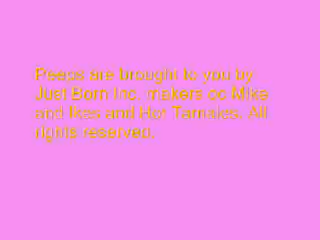 Peeps are brought to you by
Just Born Inc. makers oc Mike
and Ikes and Hot Tamales. All
rights reserved.